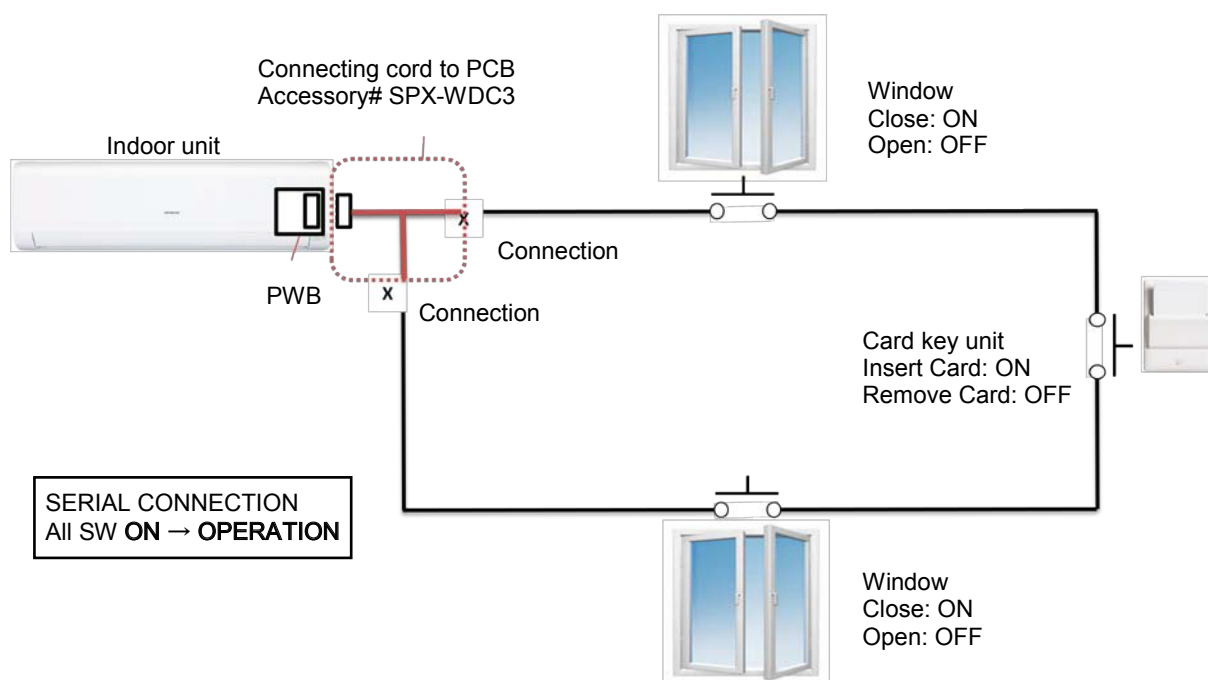 Connecting cord to PCB
Accessory# SPX-WDC3
Indoor unit
Window
Close: ON
Open: OFF
X
Connection
PWB
X
Connection
Card key unit
Insert Card: ON
Remove Card: OFF
SERIAL CONNECTION
All SW ON → OPERATION
Window
Close: ON
Open: OFF